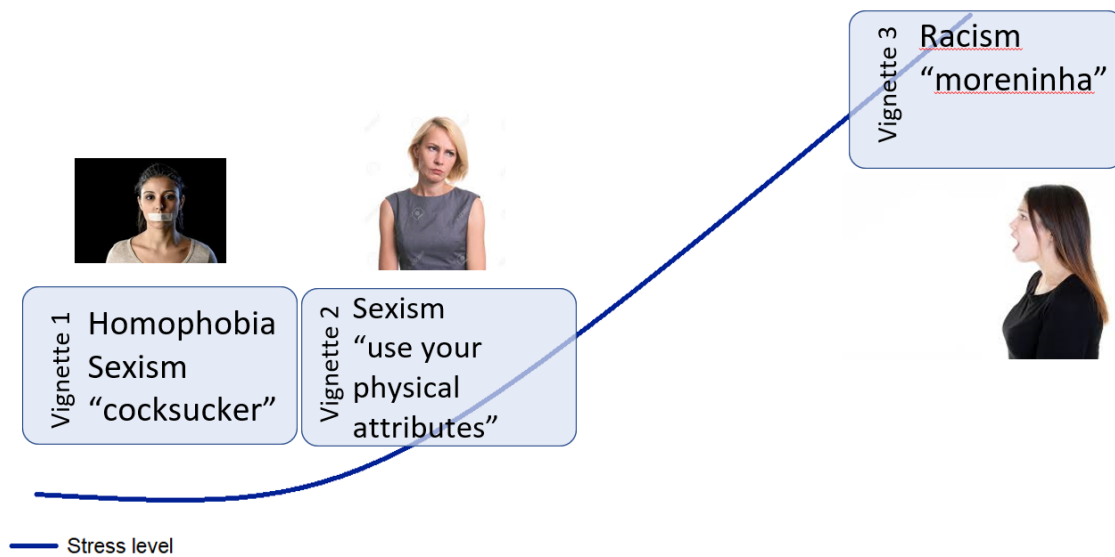 Vignette 1
Homophobia
Sexism
“cocksucker”
Vignette 2
Sexism
“use your
physical
attributes”
Vignette 3
Racism
“moreninha”
Stress level